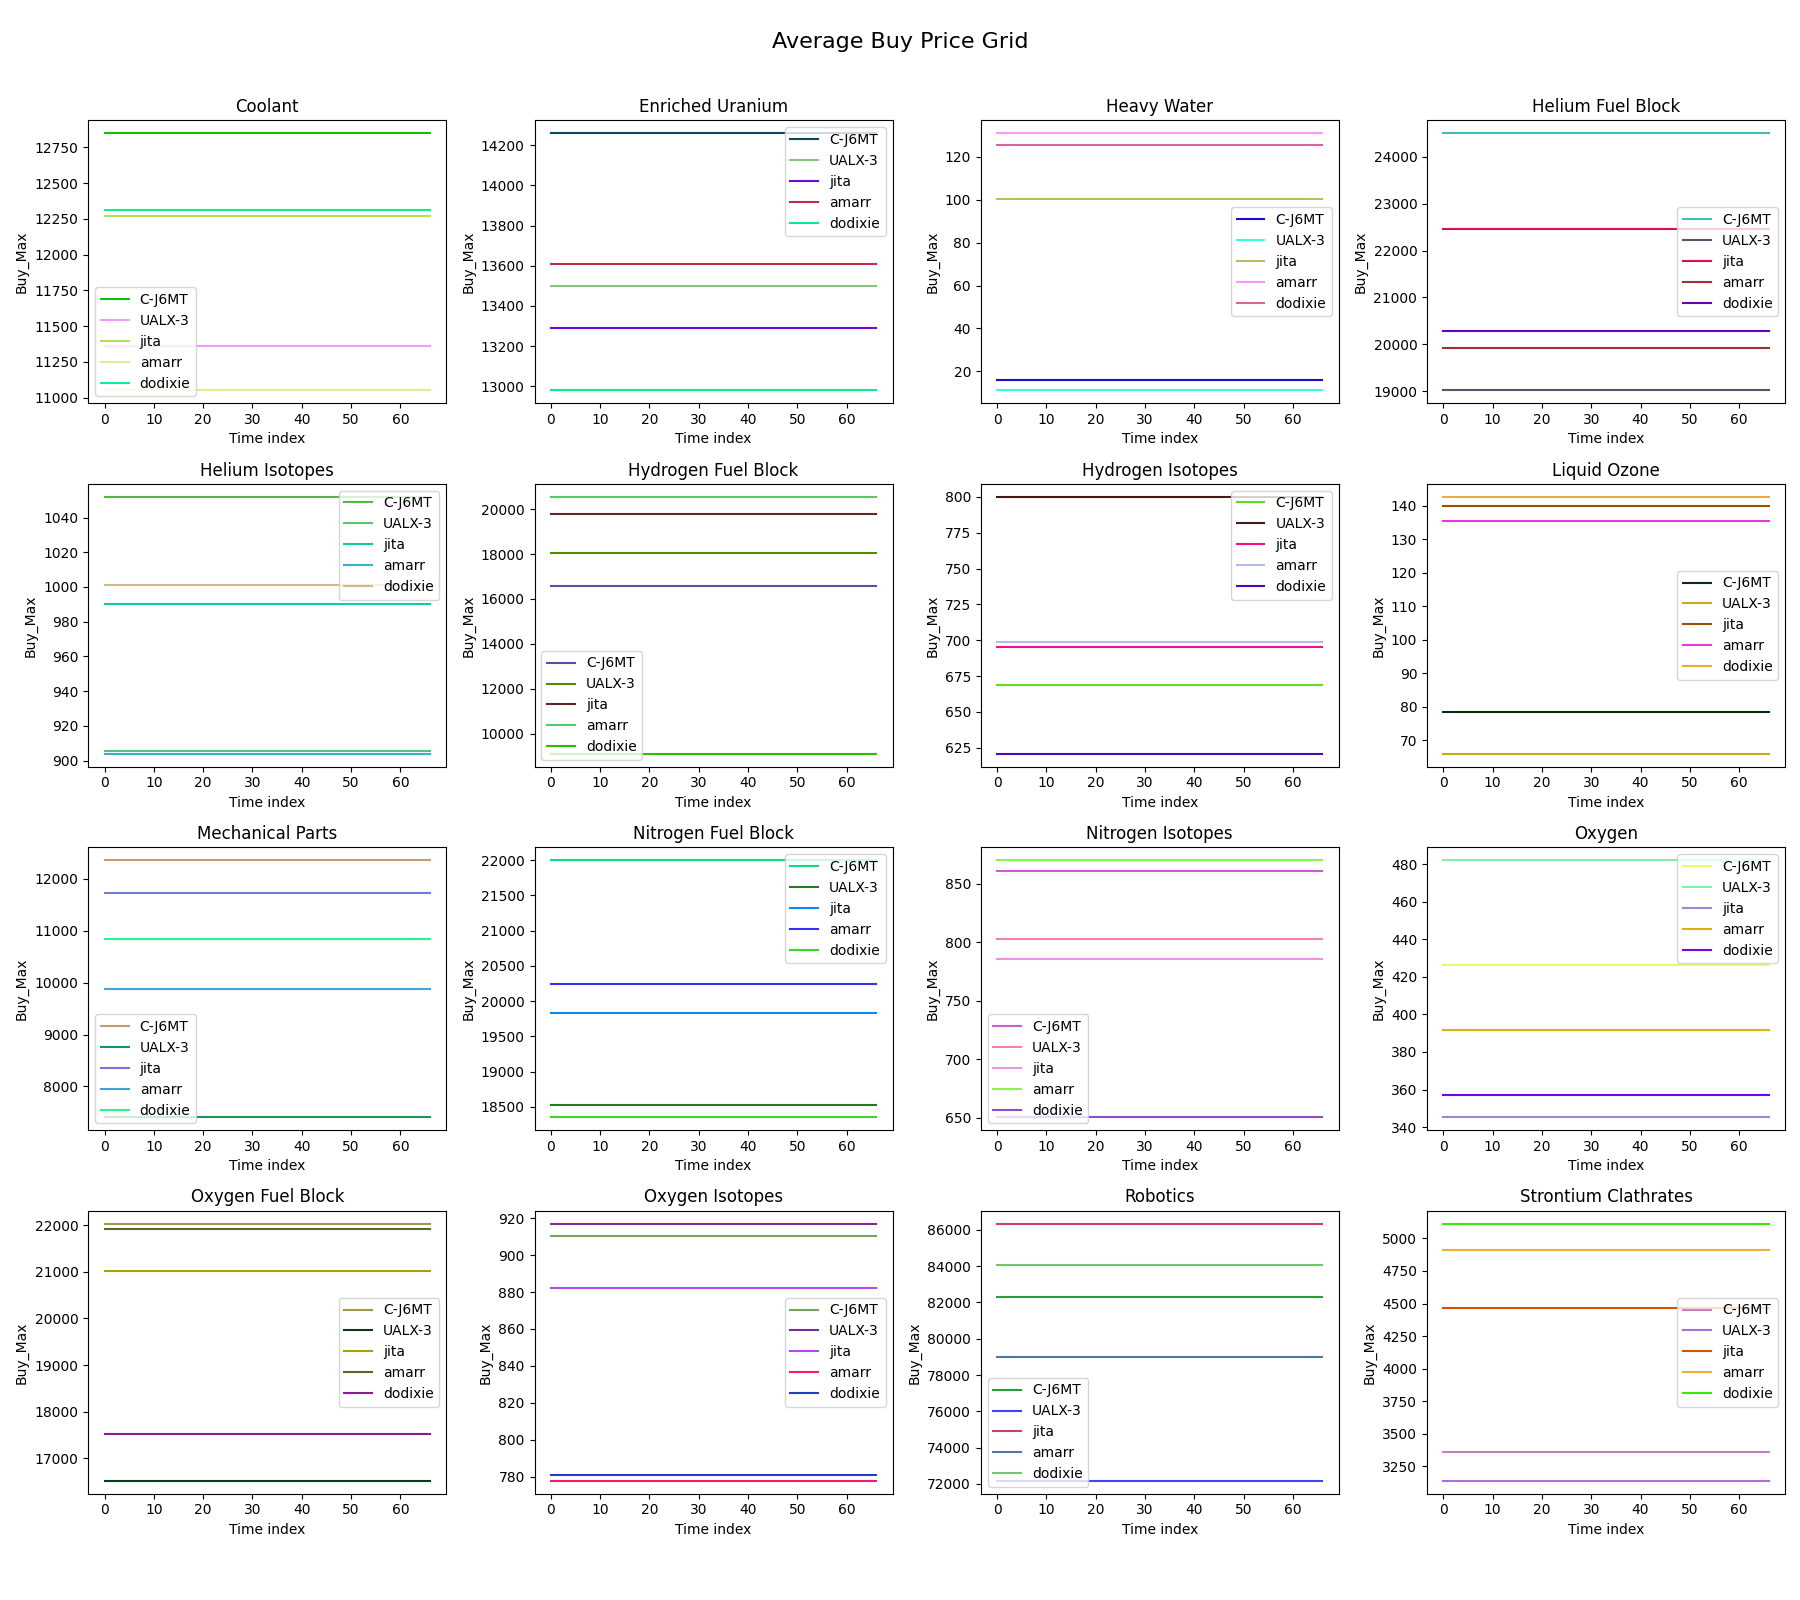 Average Buy Price Grid
Coolant
Buy_Max
12750
12500
12250
12000
11750
11500
11250
11000
C-J6MT
UALX-3
jita
amarr
dodixie
0 10 20 30 40 50 60
Time index
Enriched Uranium
Buy_Max
14200
14000
13800
13600
13400
13200
13000
C-J6MT
UALX-3
jita
amarr
dodixie
0 10 20 30 40 50 60
Time index
Heavy Water
Buy_Max
120
100
80
60
40
20
C-J6MT
UALX-3
jita
amarr
dodixie
0 10 20 30 40 50 60
Time index
Helium Fuel Block
Buy_Max
24000
23000
22000
21000
20000
19000
C-J6MT
UALX-3
jita
amarr
dodixie
0 10 20 30 40 50 60
Time index
Helium Isotopes
Buy_Max
1040
1020
1000
980
960
940
920
900
C-J6MT
UALX-3
jita
amarr
dodixie
0 10 20 30 40 50 60
Time index
Hydrogen Fuel Block
Buy_Max
20000
18000
16000
14000
12000
10000
C-J6MT
UALX-3
jita
amarr
dodixie
0 10 20 30 40 50 60
Time index
Hydrogen Isotopes
Buy_Max
800
775
750
725
700
675
650
625
C-J6MT
UALX-3
jita
amarr
dodixie
0 10 20 30 40 50 60
Time index
Liquid Ozone
Buy_Max
140
130
120
110
100
90
80
70
C-J6MT
UALX-3
jita
amarr
dodixie
0 10 20 30 40 50 60
Time index
Mechanical Parts
Buy_Max
12000
11000
10000
9000
8000
C-J6MT
UALX-3
jita
amarr
dodixie
0 10 20 30 40 50 60
Time index
Nitrogen Fuel Block
Buy_Max
22000
21500
21000
20500
20000
19500
19000
18500
C-J6MT
UALX-3
jita
amarr
dodixie
0 10 20 30 40 50 60
Time index
Nitrogen Isotopes
Buy_Max
850
800
750
700
650
C-J6MT
UALX-3
jita
amarr
dodixie
0 10 20 30 40 50 60
Time index
Oxygen
Buy_Max
480
460
440
420
400
380
360
340
C-J6MT
UALX-3
jita
amarr
dodixie
0 10 20 30 40 50 60
Time index
Oxygen Fuel Block
Buy_Max
22000
21000
20000
19000
18000
17000
C-J6MT
UALX-3
jita
amarr
dodixie
0 10 20 30 40 50 60
Time index
Oxygen Isotopes
Buy_Max
920
900
880
860
840
820
800
780
C-J6MT
UALX-3
jita
amarr
dodixie
0 10 20 30 40 50 60
Time index
Robotics
Buy_Max
86000
84000
82000
80000
78000
76000
74000
72000
C-J6MT
UALX-3
jita
amarr
dodixie
0 10 20 30 40 50 60
Time index
Strontium Clathrates
Buy_Max
5000
4750
4500
4250
4000
3750
3500
3250
C-J6MT
UALX-3
jita
amarr
dodixie
0 10 20 30 40 50 60
Time index